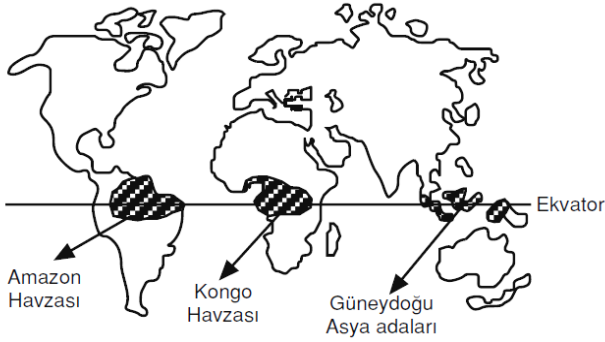 Ekvator
Amazon
Havzası
Kongo
Havzası
Güneydoğu
Asya adaları